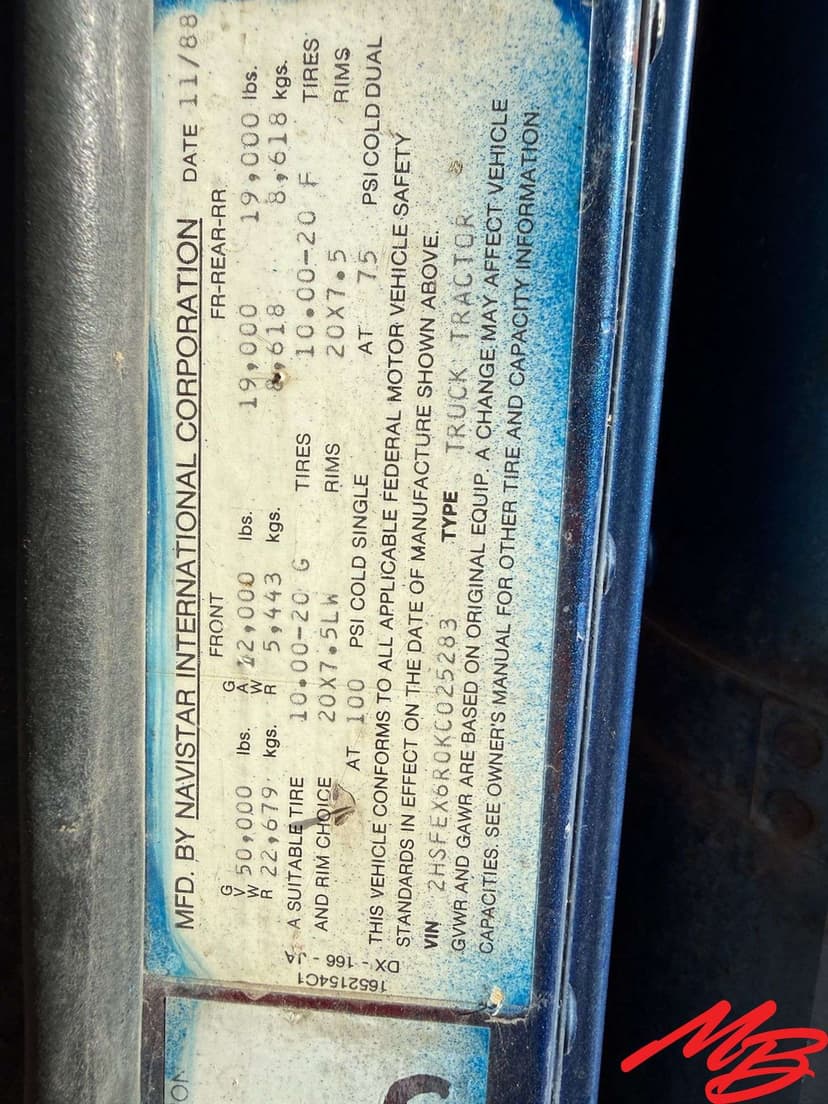 MFD. BY NAVISTAR INTERNATIONAL CORPORATION DATE 11/88
FRONT FR-REAR-RR
GVWR 50,000 lbs. GAWR 12,000 lbs. 19,000 19,000 lbs.
22,679 kgs. 5,443 kgs. 8,618 8,618 kgs.
A SUITABLE TIRE 10.00-20 G TIRES 10.00-20 F TIRES
AND RIM CHOICE 20X7.5LW RIMS 20X7.5 RIMS
AT 100 PSI COLD SINGLE AT 75 PSI COLD DUAL
THIS VEHICLE CONFORMS TO ALL APPLICABLE FEDERAL MOTOR VEHICLE SAFETY
STANDARDS IN EFFECT ON THE DATE OF MANUFACTURE SHOWN ABOVE.
VIN 2HSFEX6R0KC025283 TYPE TRUCK TRACTOR
GVWR AND GAWR ARE BASED ON ORIGINAL EQUIP. A CHANGE MAY AFFECT VEHICLE
CAPACITIES. SEE OWNER'S MANUAL FOR OTHER TIRE AND CAPACITY INFORMATION.
1652154C1
DX - 166 - JA
MB